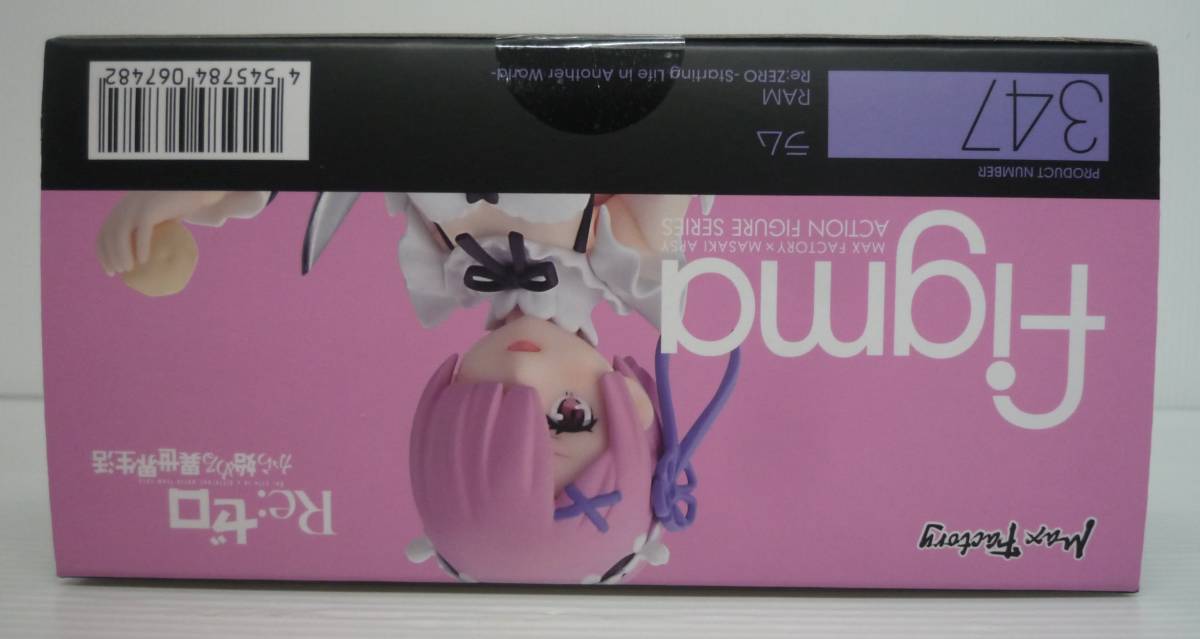 Max Factory
Re:ゼロ
から始める異世界生活
figma
MAX FACTORY × MASAKI APSY
ACTION FIGURE SERIES
PRODUCT NUMBER
347
ラム
RAM
Re:ZERO -Starting Life in Another World-
4 545784 067482